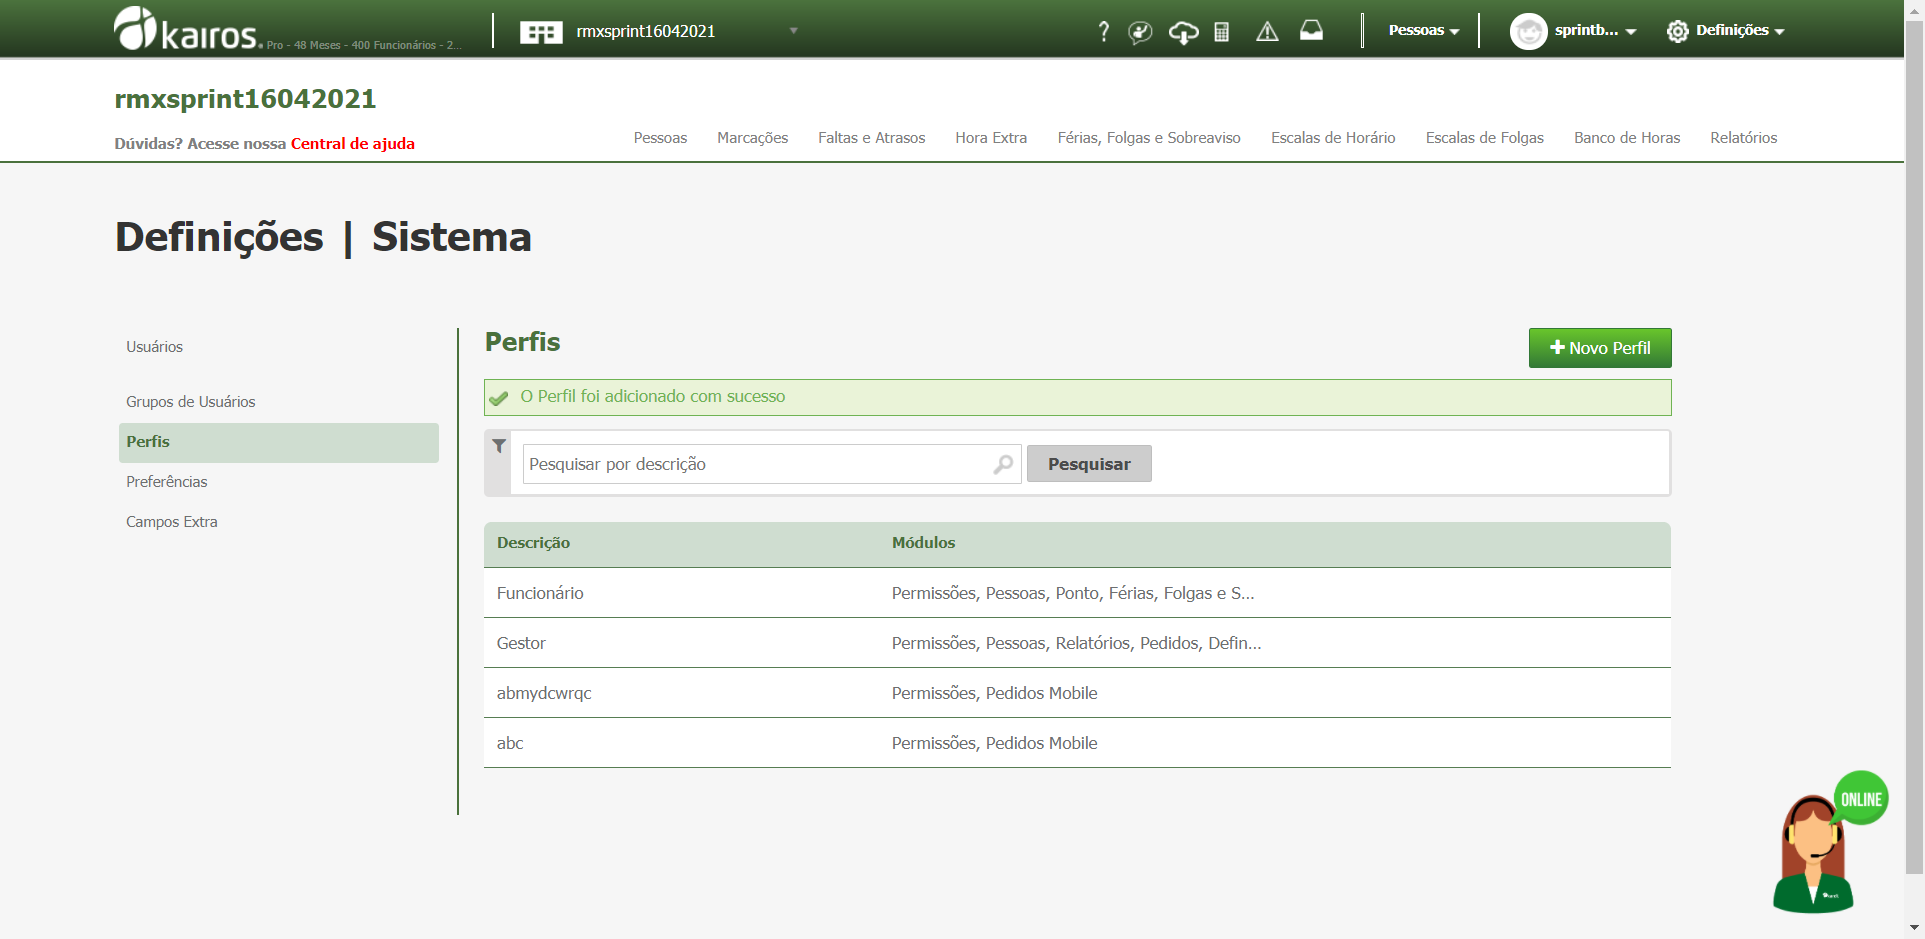 kairos. Pro - 48 Meses - 400 Funcionários - 2...
rmxsprint16042021
Pessoas
sprintb...
Definições
rmxsprint16042021
Dúvidas? Acesse nossa Central de ajuda
Pessoas Marcações Faltas e Atrasos Hora Extra Férias, Folgas e Sobreaviso Escalas de Horário Escalas de Folgas Banco de Horas Relatórios
Definições | Sistema
Usuários
Grupos de Usuários
Perfis
Preferências
Campos Extra
Perfis
Novo Perfil
O Perfil foi adicionado com sucesso
Pesquisar por descrição
Pesquisar
Descrição Módulos
Funcionário Permissões, Pessoas, Ponto, Férias, Folgas e S...
Gestor Permissões, Pessoas, Relatórios, Pedidos, Defin...
abmydcwrqc Permissões, Pedidos Mobile
abc Permissões, Pedidos Mobile
ONLINE